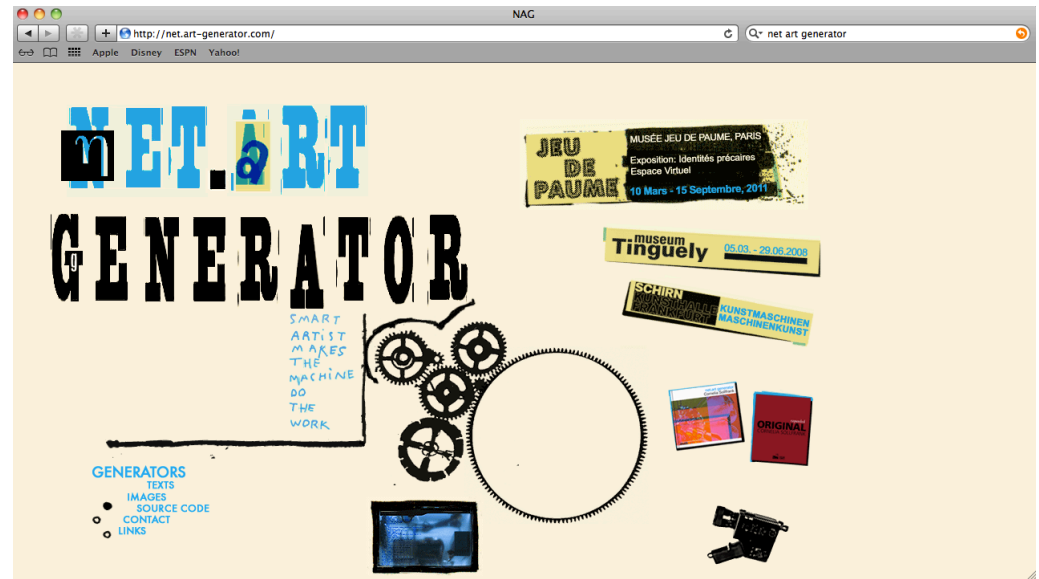 NAG
http://net.art-generator.com/
net art generator
Apple Disney ESPN Yahoo!
NET.ART
GENERATOR
SMART
ARTIST
MAKES
THE
MACHINE
DO
THE
WORK
JEU
DE
PAUME
MUSÉE JEU DE PAUME, PARIS
Exposition: Identités précaires
Espace Virtuel
10 Mars - 15 Septembre, 2011
museum
Tinguely
05.03. - 29.06.2008
SCHIRN
KUNSTHALLE
FRANKFURT
KUNSTMASCHINEN
MASCHINENKUNST
ORIGINAL
GENERATORS
TEXTS
IMAGES
SOURCE CODE
CONTACT
LINKS